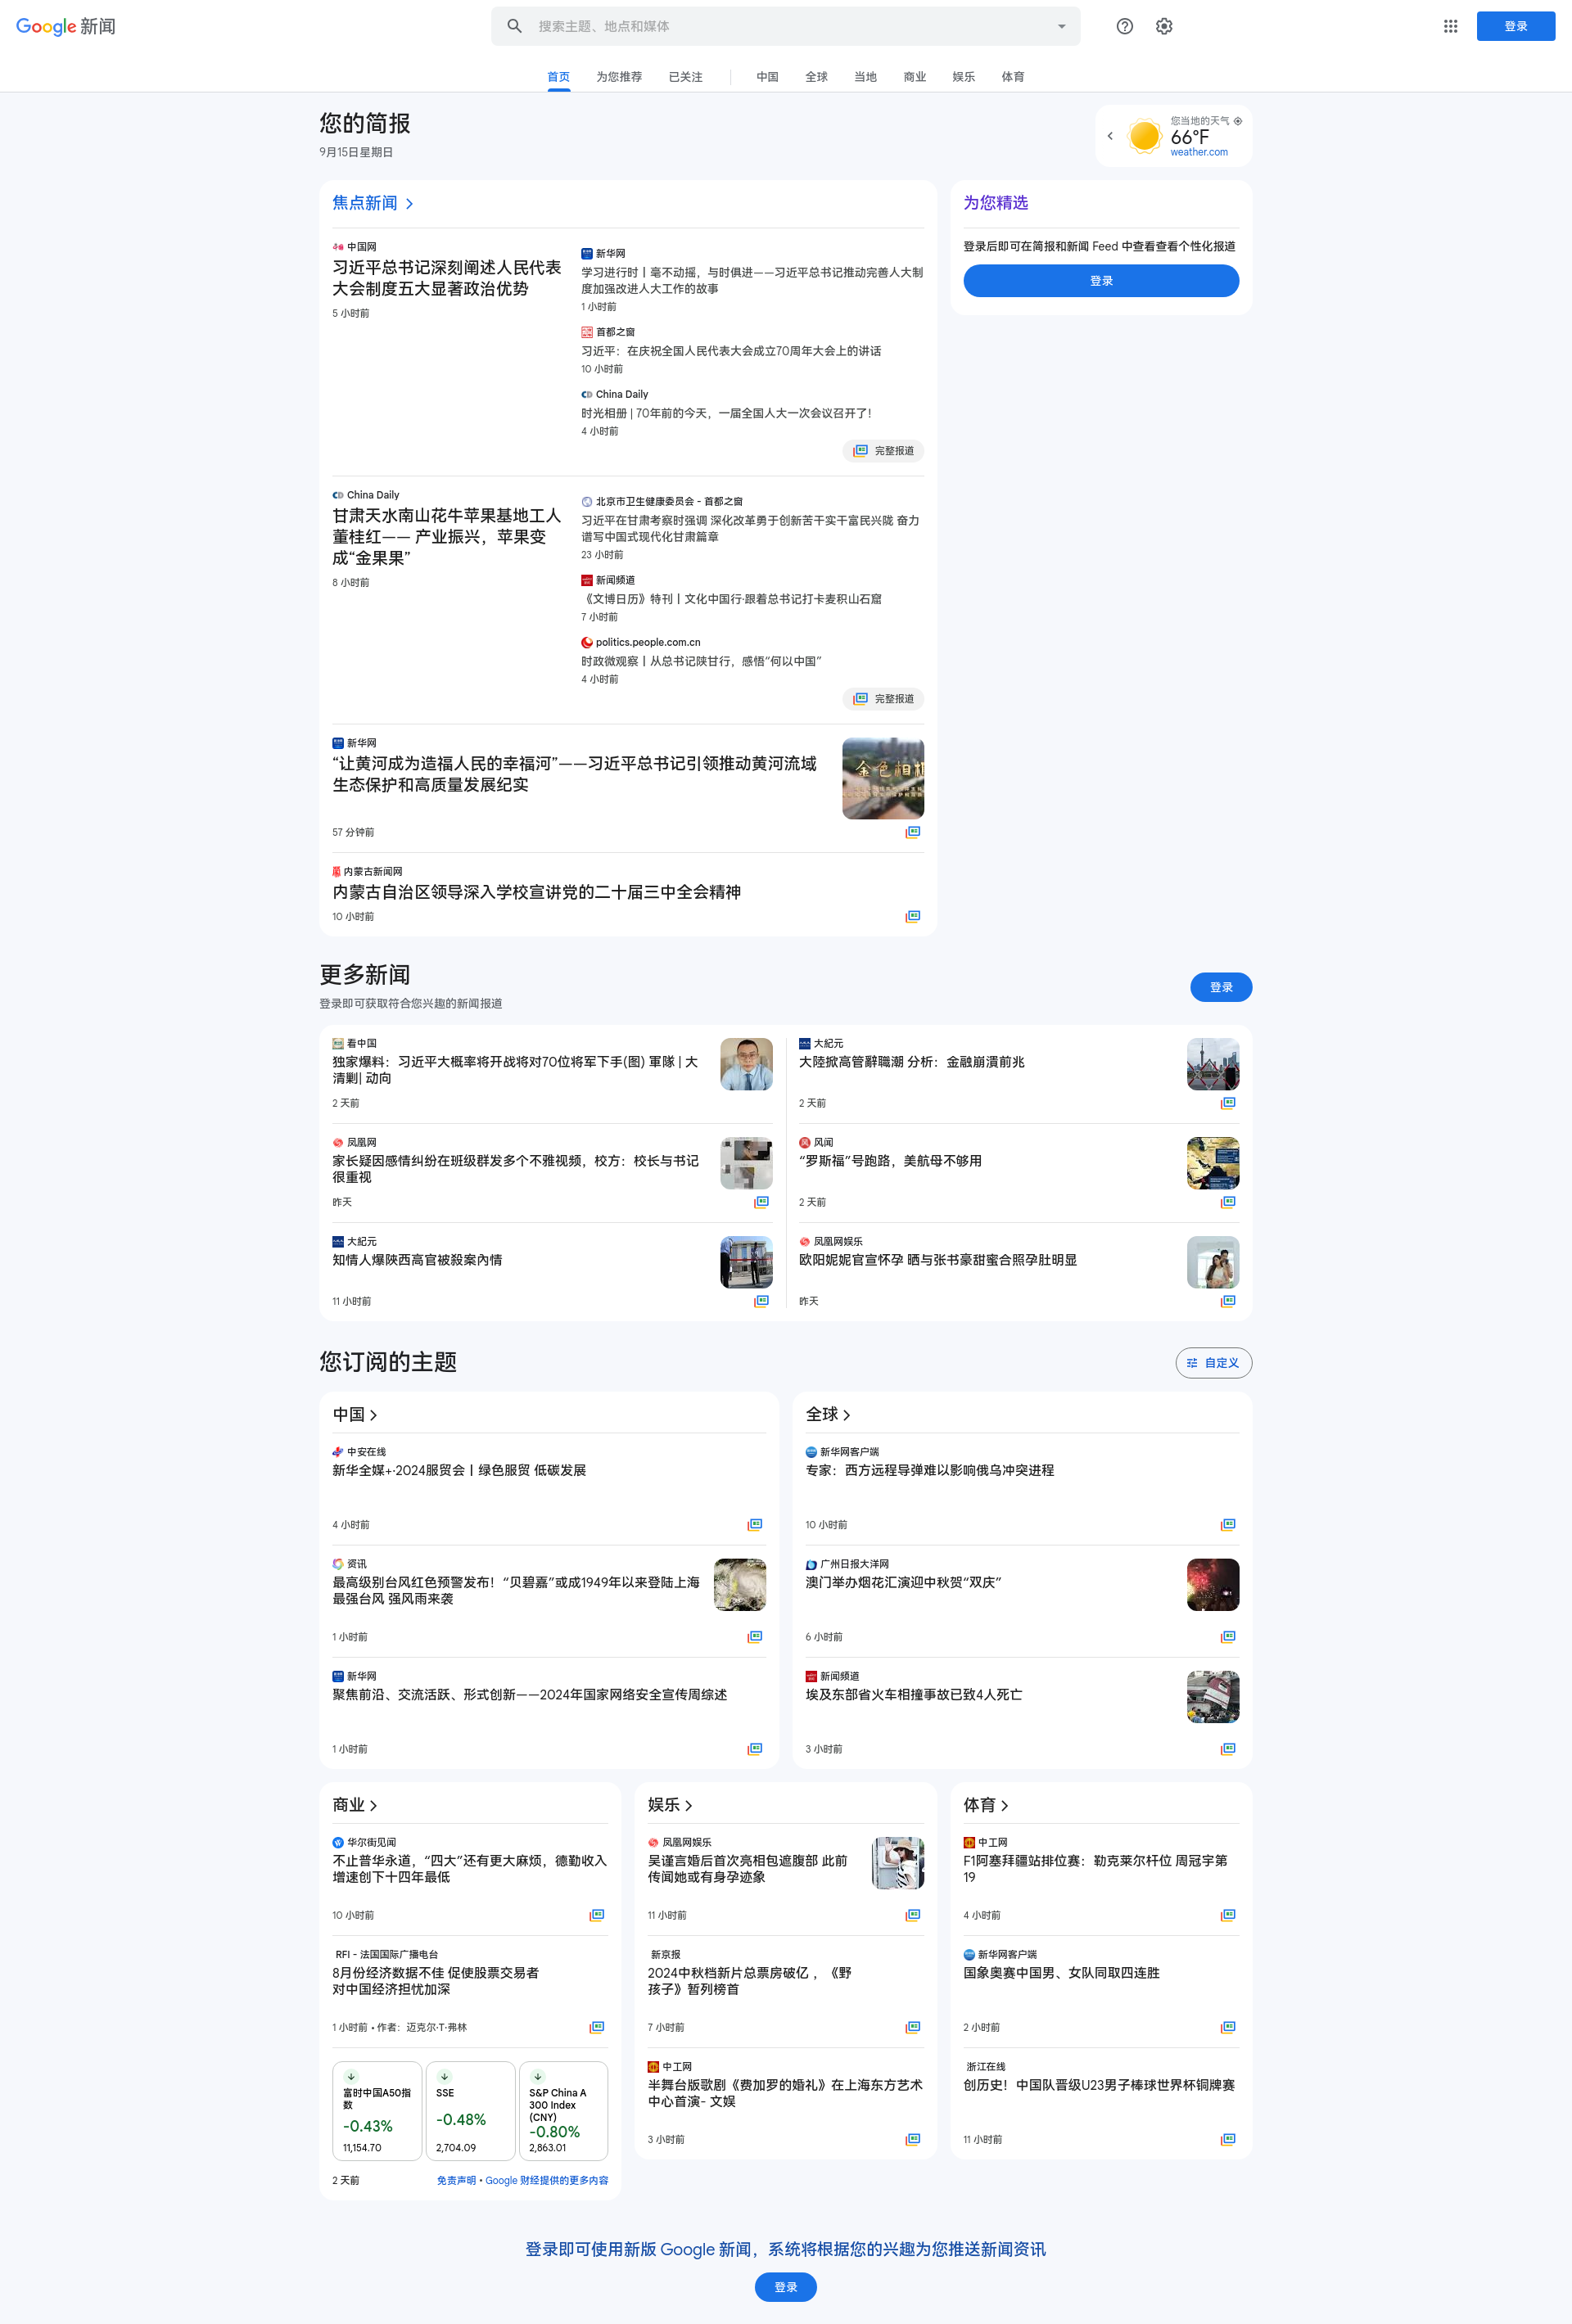 Google 新闻
搜索主题、地点和媒体
登录
首页
为您推荐
已关注
中国
全球
当地
商业
娱乐
体育
您的简报
9月15日星期日
您当地的天气
66°F
weather.com
焦点新闻
中国网
习近平总书记深刻阐述人民代表
大会制度五大显著政治优势
5 小时前
新华网
学习进行时丨毫不动摇，与时俱进——习近平总书记推动完善人大制
度加强改进人大工作的故事
1 小时前
首都之窗
习近平：在庆祝全国人民代表大会成立70周年大会上的讲话
10 小时前
China Daily
时光相册 | 70年前的今天，一届全国人大一次会议召开了！
4 小时前
完整报道
China Daily
甘肃天水南山花牛苹果基地工人
董桂红—— 产业振兴，苹果变
成“金果果”
8 小时前
北京市卫生健康委员会 - 首都之窗
习近平在甘肃考察时强调 深化改革勇于创新苦干实干富民兴陇 奋力
谱写中国式现代化甘肃篇章
23 小时前
新闻频道
《文博日历》特刊丨文化中国行·跟着总书记打卡麦积山石窟
7 小时前
politics.people.com.cn
时政微观察丨从总书记陕甘行，感悟“何以中国”
4 小时前
完整报道
新华网
“让黄河成为造福人民的幸福河”——习近平总书记引领推动黄河流域
生态保护和高质量发展纪实
57 分钟前
内蒙古新闻网
内蒙古自治区领导深入学校宣讲党的二十届三中全会精神
10 小时前
为您精选
登录后即可在简报和新闻 Feed 中查看查看个性化报道
登录
更多新闻
登录即可获取符合您兴趣的新闻报道
登录
看中国
独家爆料：习近平大概率将开战将对70位将军下手(图) 軍隊 | 大
清剿| 动向
2 天前
凤凰网
家长疑因感情纠纷在班级群发多个不雅视频，校方：校长与书记
很重视
昨天
大紀元
知情人爆陝西高官被殺案內情
11 小时前
大紀元
大陸掀高管辭職潮 分析：金融崩潰前兆
2 天前
风闻
“罗斯福”号跑路，美航母不够用
2 天前
凤凰网娱乐
欧阳妮妮官宣怀孕 晒与张书豪甜蜜合照孕肚明显
昨天
您订阅的主题
自定义
中国
中安在线
新华全媒+·2024服贸会丨绿色服贸 低碳发展
4 小时前
资讯
最高级别台风红色预警发布！“贝碧嘉”或成1949年以来登陆上海
最强台风 强风雨来袭
1 小时前
新华网
聚焦前沿、交流活跃、形式创新——2024年国家网络安全宣传周综述
1 小时前
全球
新华网客户端
专家：西方远程导弹难以影响俄乌冲突进程
10 小时前
广州日报大洋网
澳门举办烟花汇演迎中秋贺“双庆”
6 小时前
新闻频道
埃及东部省火车相撞事故已致4人死亡
3 小时前
商业
华尔街见闻
不止普华永道，“四大”还有更大麻烦，德勤收入
增速创下十四年最低
10 小时前
RFI - 法国国际广播电台
8月份经济数据不佳 促使股票交易者
对中国经济担忧加深
1 小时前 • 作者：迈克尔·T·弗林
富时中国A50指
数
-0.43%
11,154.70
SSE
-0.48%
2,704.09
S&P China A
300 Index
(CNY)
-0.80%
2,863.01
2 天前
免责声明 • Google 财经提供的更多内容
娱乐
凤凰网娱乐
吴谨言婚后首次亮相包遮腹部 此前
传闻她或有身孕迹象
11 小时前
新京报
2024中秋档新片总票房破亿 ，《野
孩子》暂列榜首
7 小时前
中工网
半舞台版歌剧《费加罗的婚礼》在上海东方艺术
中心首演- 文娱
3 小时前
体育
中工网
F1阿塞拜疆站排位赛：勒克莱尔杆位 周冠宇第
19
4 小时前
新华网客户端
国象奥赛中国男、女队同取四连胜
2 小时前
浙江在线
创历史！中国队晋级U23男子棒球世界杯铜牌赛
11 小时前
登录即可使用新版 Google 新闻，系统将根据您的兴趣为您推送新闻资讯
登录